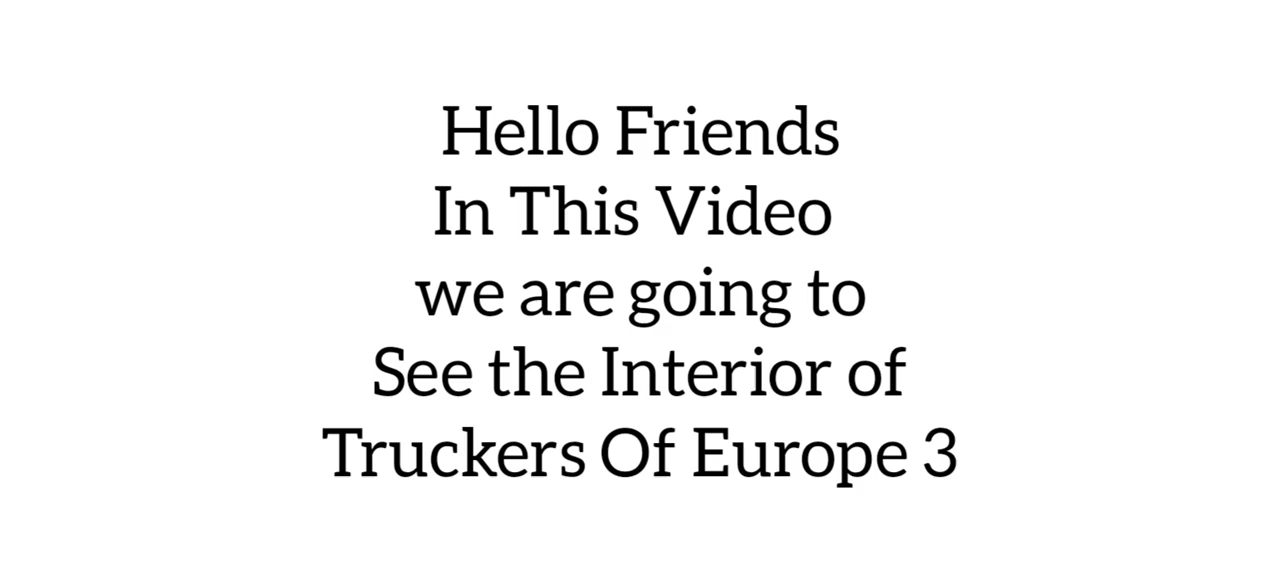 Hello Friends
In This Video
we are going to
See the Interior of
Truckers Of Europe 3